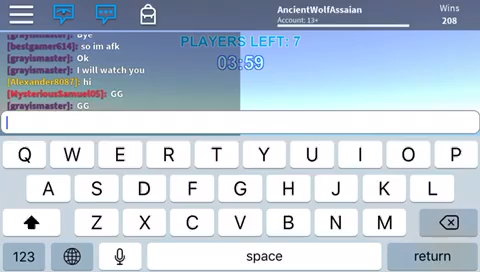 AncientWolfAssaian
Account: 13+
Wins
208
[grayismaster]: Bye
[bestgamer614]: so im afk
[grayismaster]: Ok
[grayismaster]: I will watch you
[Alexander8087]: hi
[MysteriousSamuel05]: GG
[grayismaster]: GG
PLAYERS LEFT: 7
03:59
Q W E R T Y U I O P
A S D F G H J K L
Z X C V B N M
123 space return